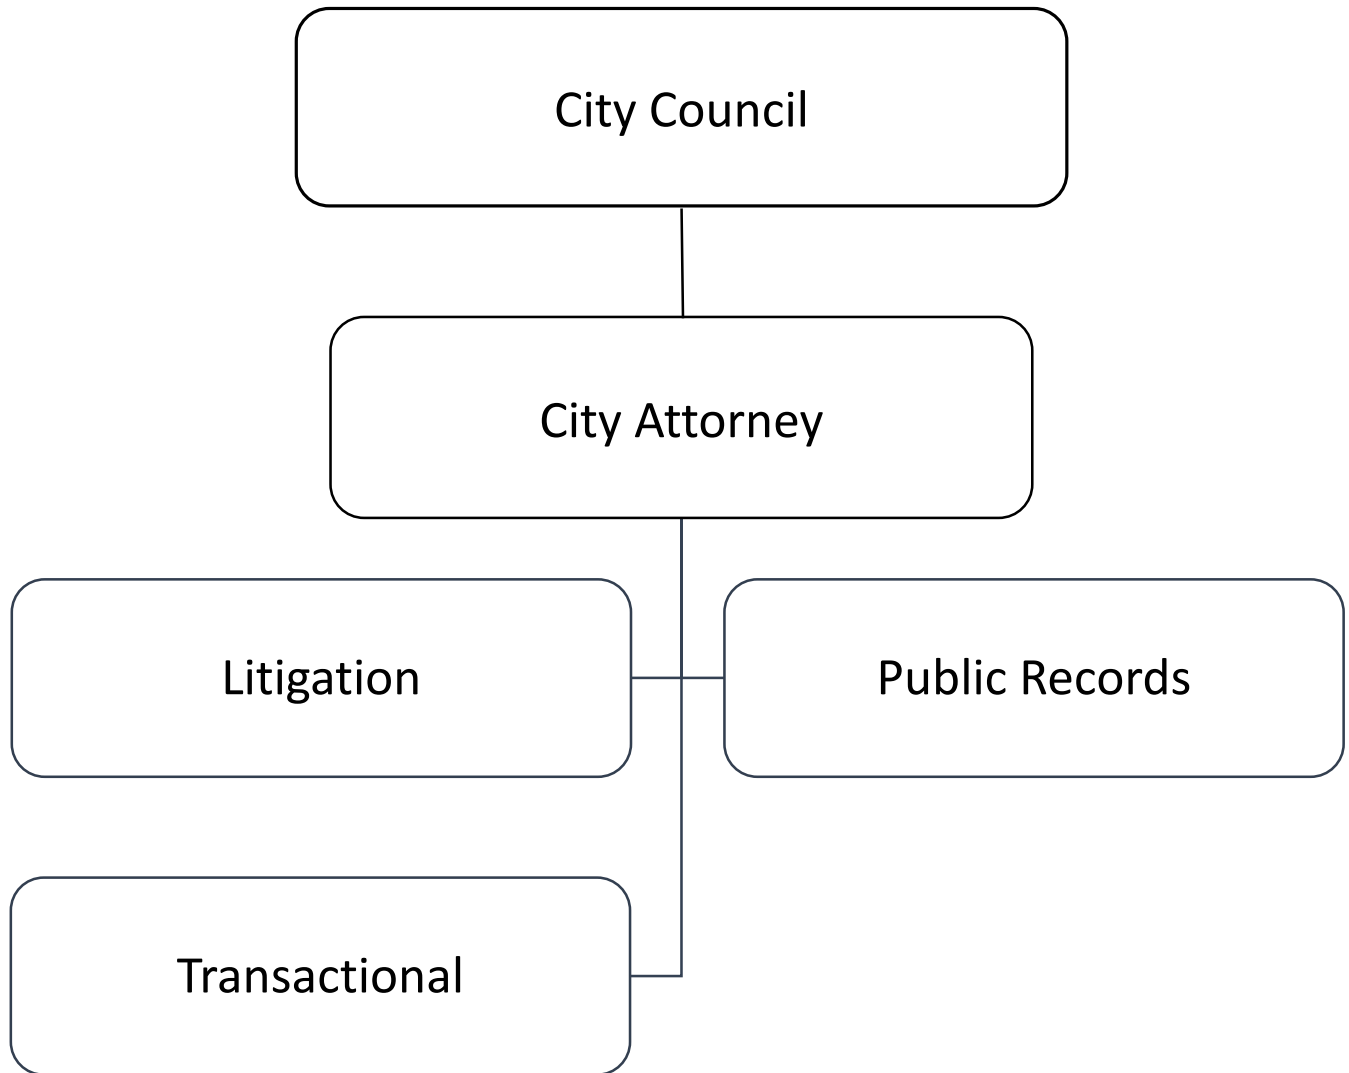 City Council
City Attorney
Litigation
Public Records
Transactional